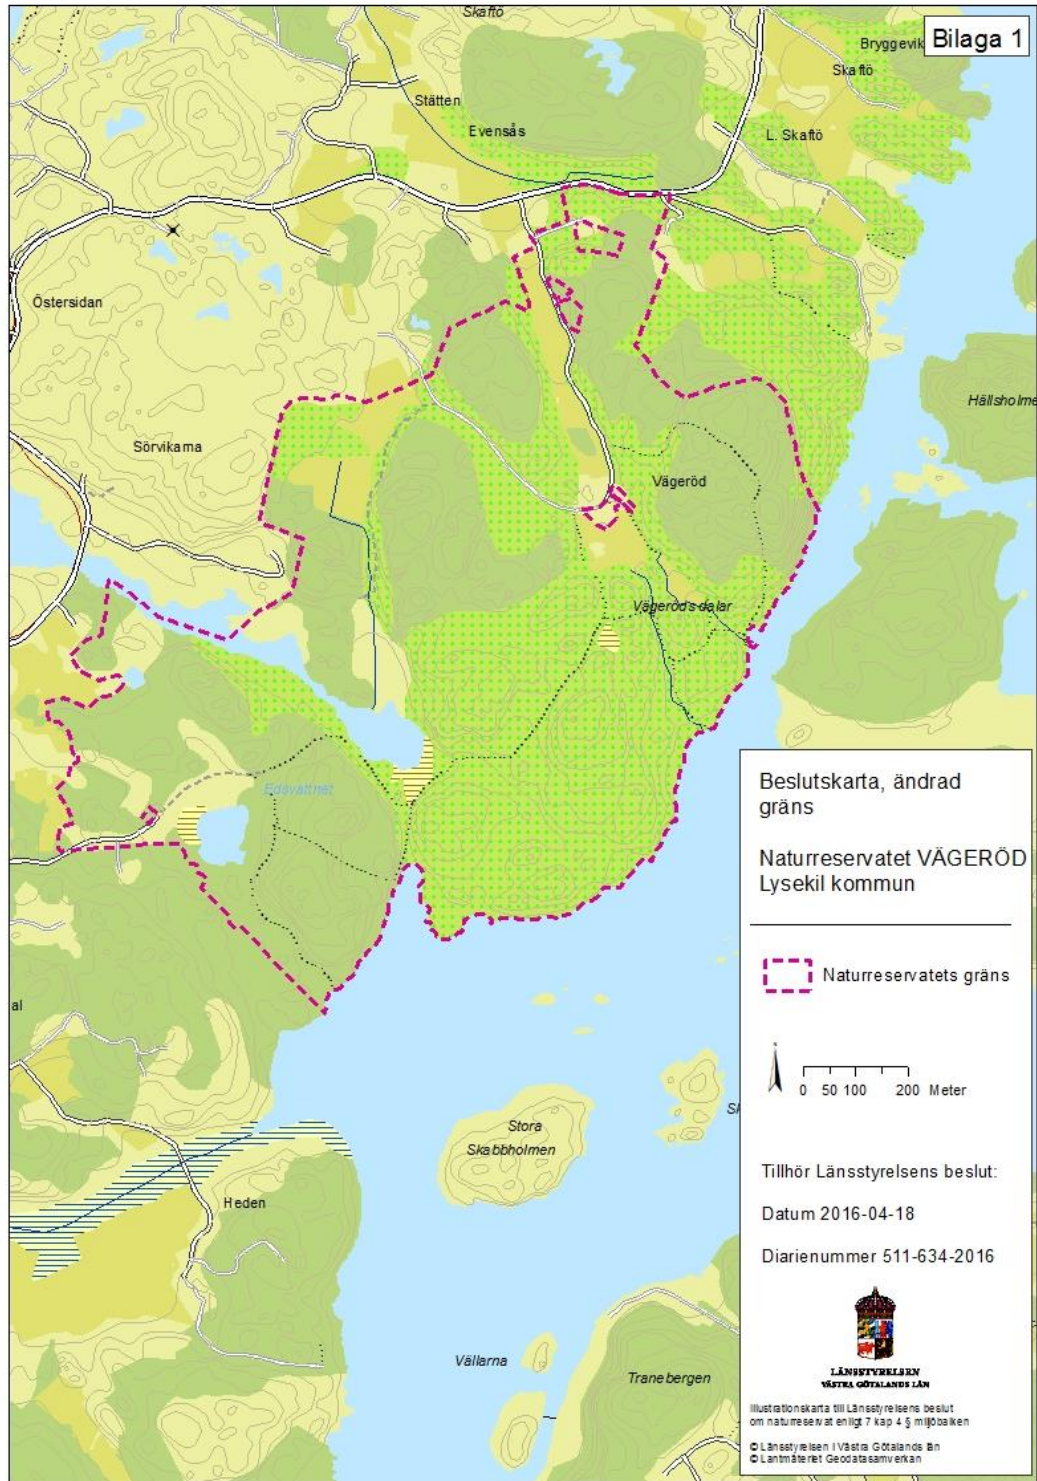 Skaftö
Bilaga 1
Bryggevik
Skaftö
Stätten
Evensås
L. Skaftö
Östersidan
Hällsholme
Sörvikarna
Vägeröd
Vägeröds dalar
Edsvattnet
al
Stora
Skabbholmen
Sk
Heden
Vällarna
Tranebergen
Beslutskarta, ändrad
gräns
Naturreservatet VÄGERÖD
Lysekil kommun
Naturreservatets gräns
0 50 100 200 Meter
Tillhör Länsstyrelsens beslut:
Datum 2016-04-18
Diarienummer 511-634-2016
LÄNSSTYRELSEN
VÄSTRA GÖTALANDS LÄN
Illustrationskarta till Länsstyrelsens beslut
om naturreservat enligt 7 kap 4 § miljöbalken
© Länsstyrelsen i Västra Götalands län
© Lantmäteriet Geodatasamverkan